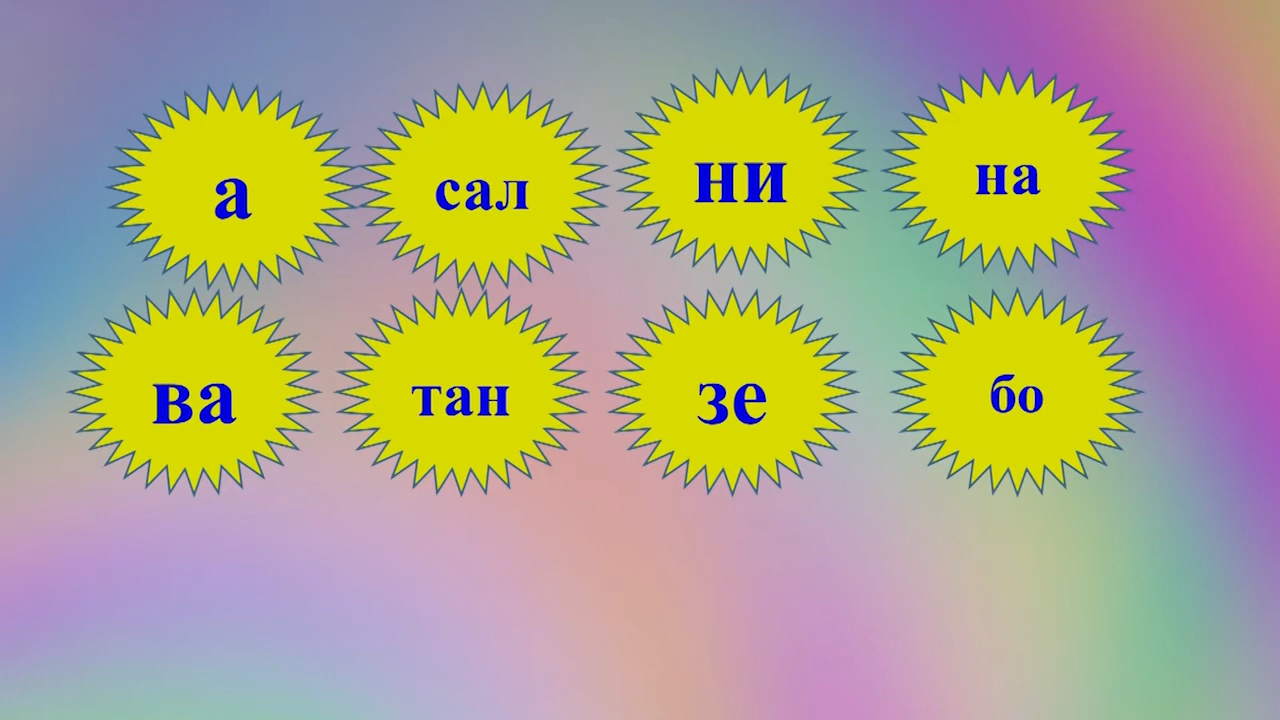 а сал ни на
ва тан зе бо